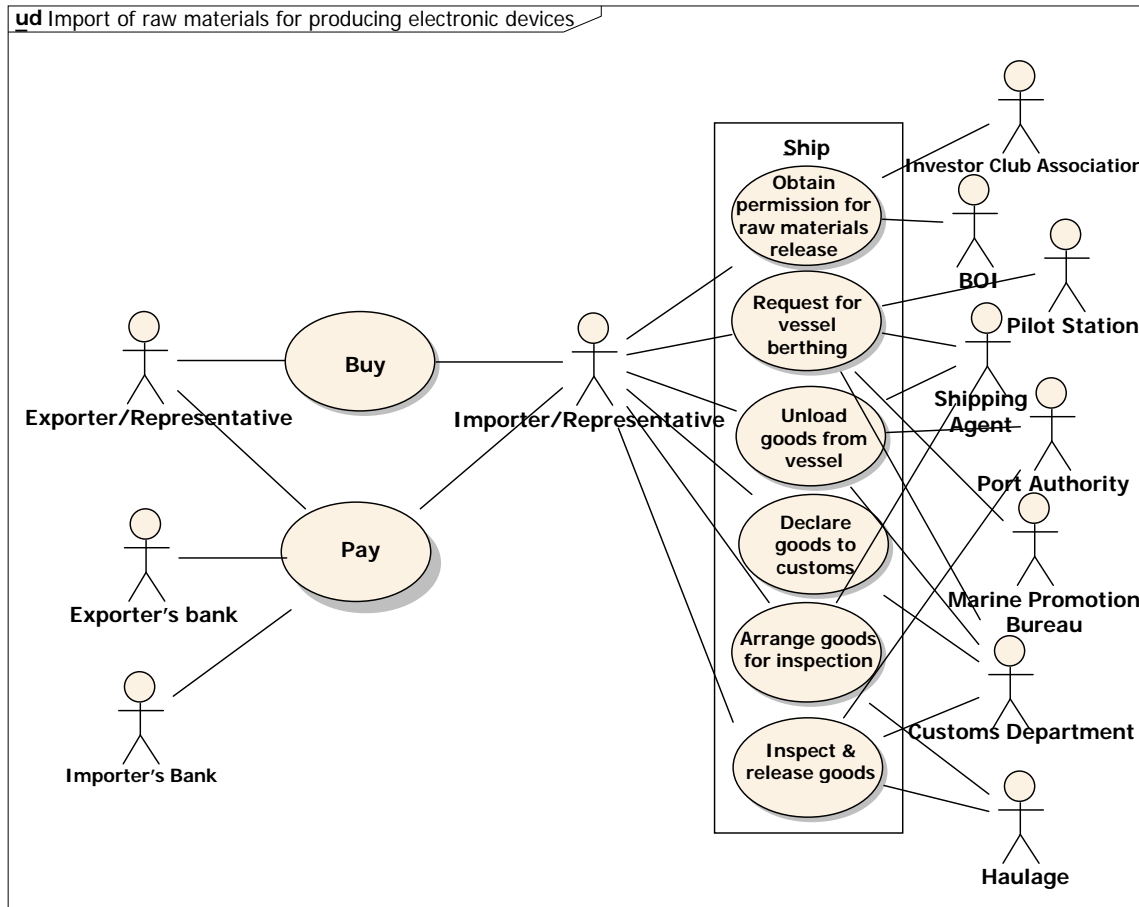 ud Import of raw materials for producing electronic devices
Ship
Investor Club Association
Obtain
permission for
raw materials
release
BOI
Request for
vessel
berthing
Pilot Station
Buy
Exporter/Representative
Importer/Representative
Shipping
Agent
Unload
goods from
vessel
Port Authority
Pay
Declare
goods to
customs
Exporter's bank
Marine Promotion
Bureau
Arrange goods
for inspection
Customs Department
Inspect &
release goods
Importer's Bank
Haulage